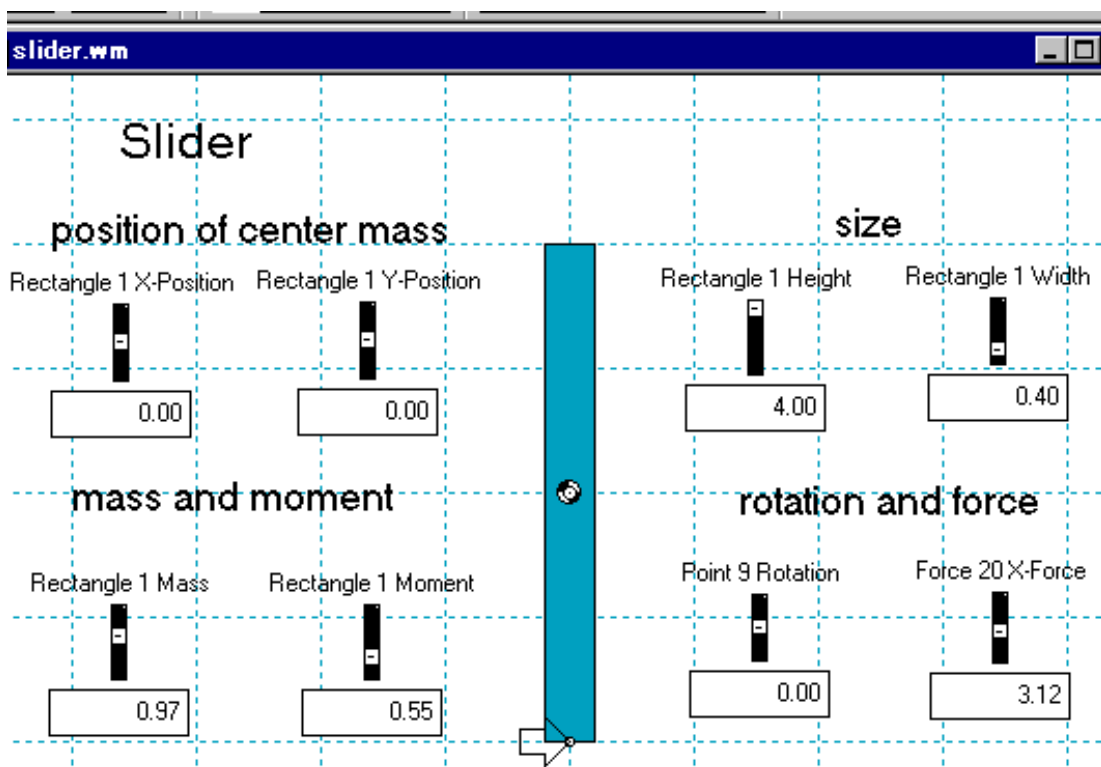 slider.wm
Slider
position of center mass
size
Rectangle 1 X-Position
Rectangle 1 Y-Position
Rectangle 1 Height
Rectangle 1 Width
0.00
0.00
4.00
0.40
mass and moment
rotation and force
Rectangle 1 Mass
Rectangle 1 Moment
Point 9 Rotation
Force 20 X-Force
0.97
0.55
0.00
3.12